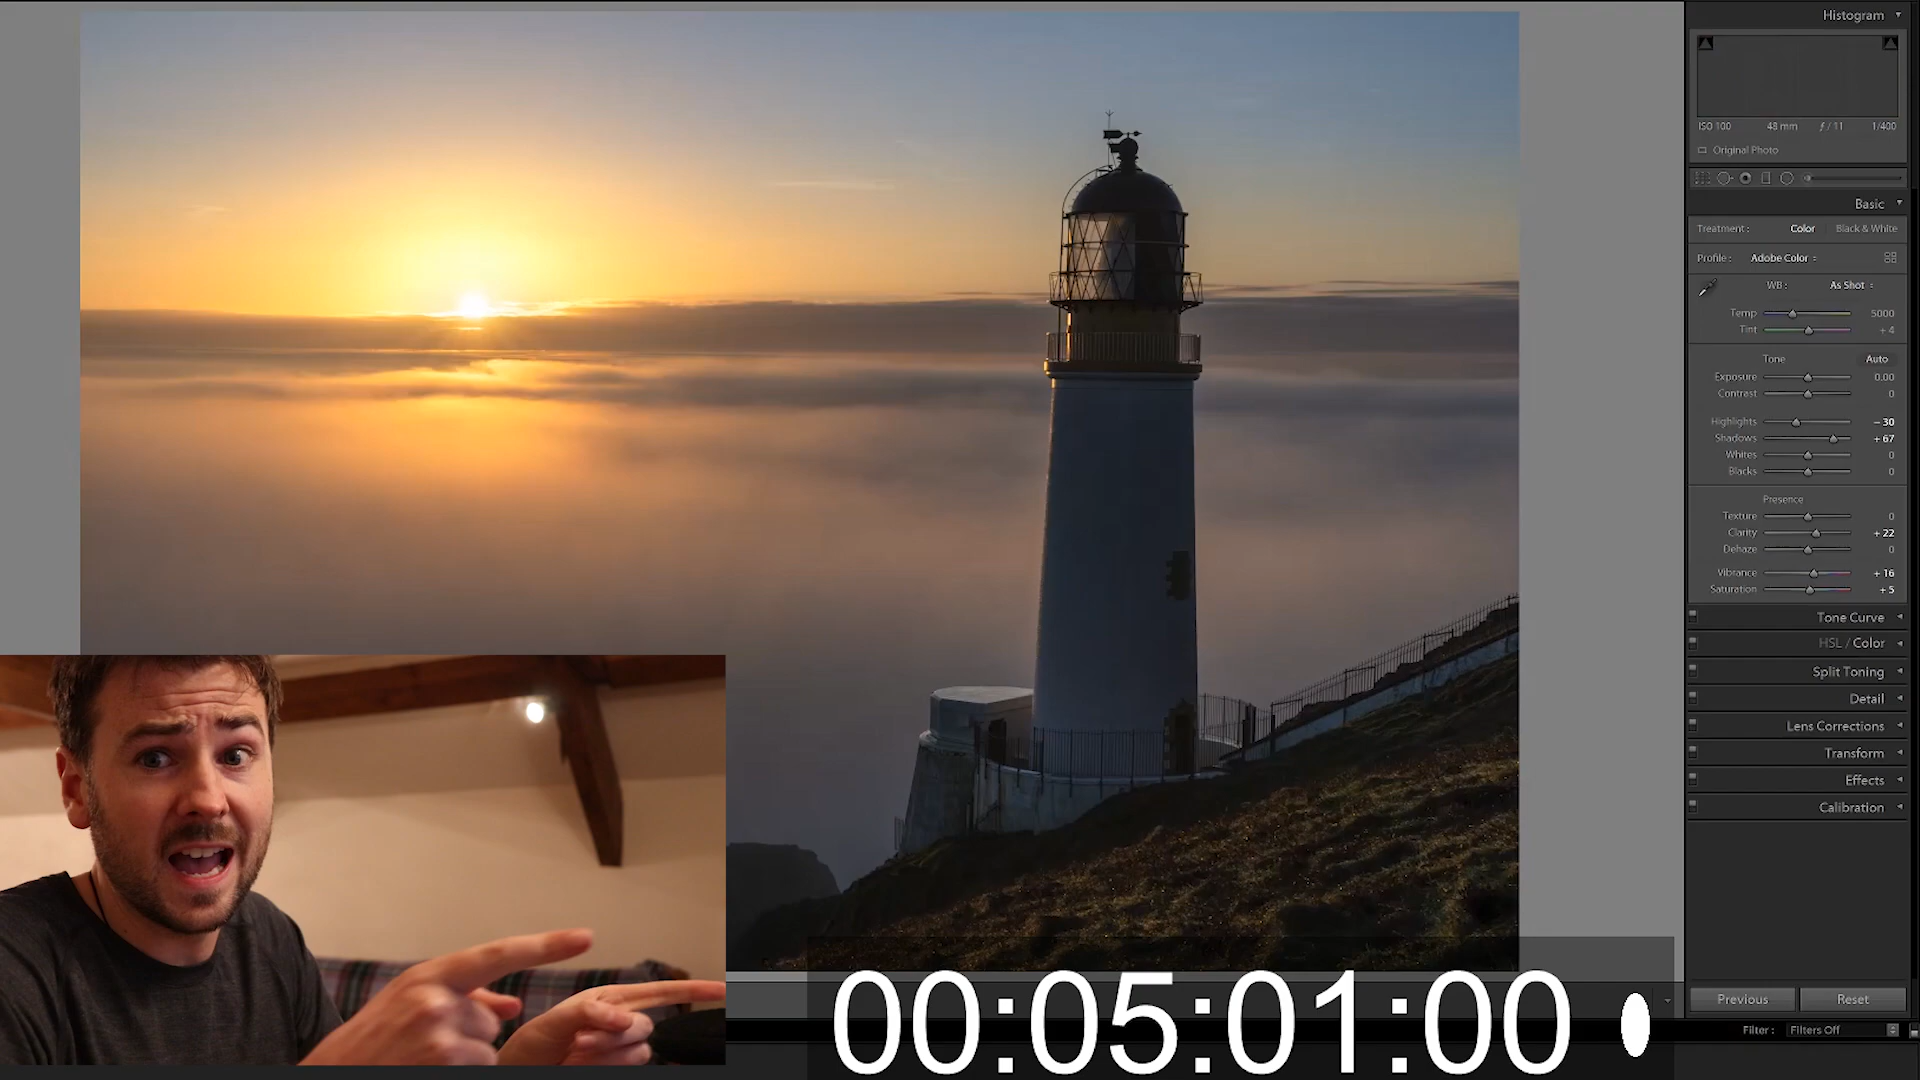 Histogram
ISO 100 48 mm ƒ / 11 1/400
Original Photo
Basic
Treatment : Color Black & White
Profile : Adobe Color
WB : As Shot
Temp 5000
Tint + 4
Tone Auto
Exposure 0.00
Contrast 0
Highlights – 30
Shadows + 67
Whites 0
Blacks 0
Presence
Texture 0
Clarity + 22
Dehaze 0
Vibrance + 16
Saturation + 5
Tone Curve
HSL / Color
Split Toning
Detail
Lens Corrections
Transform
Effects
Calibration
Previous Reset
Filter : Filters Off
00:05:01:00